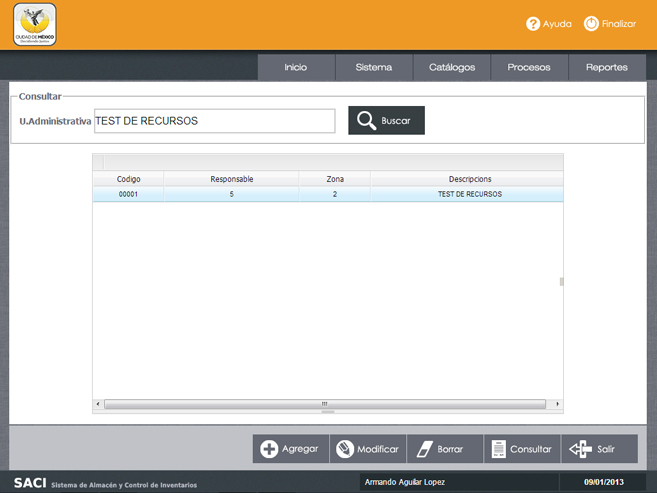 CIUDAD DE MÉXICO
Ayuda
Finalizar
Inicio
Sistema
Catálogos
Procesos
Reportes
Consultar
U.Administrativa
TEST DE RECURSOS
Buscar
Codigo Responsable Zona Descripcions
00001 5 2 TEST DE RECURSOS
Agregar
Modificar
Borrar
Consultar
Salir
SACI Sistema de Almacén y Control de Inventarios
Armando Aguilar Lopez
09/01/2013